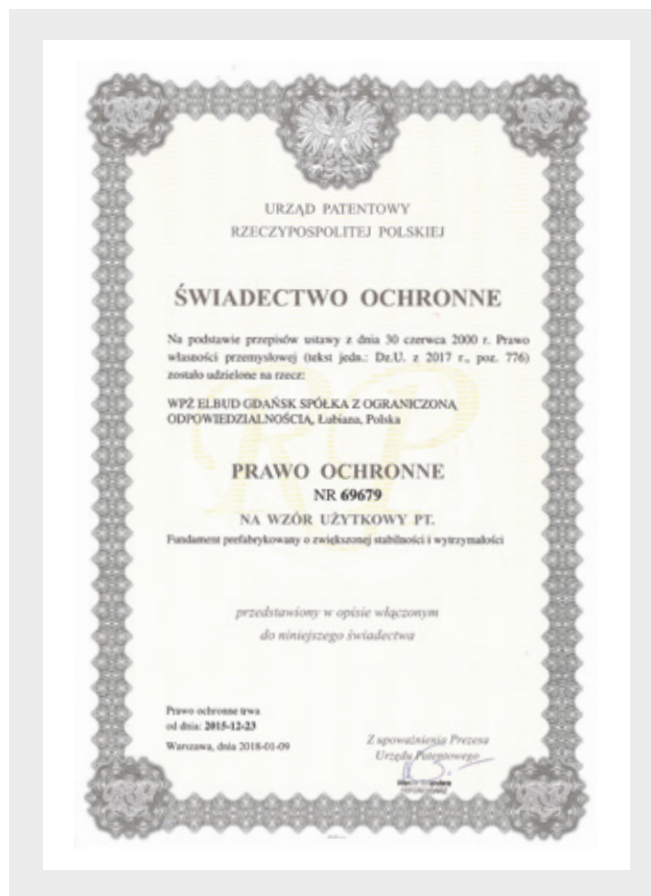 URZĄD PATENTOWY
RZECZYPOSPOLITEJ POLSKIEJ
ŚWIADECTWO OCHRONNE
Na podstawie przepisów ustawy z dnia 30 czerwca 2000 r. Prawo
własności przemysłowej (tekst jedn.: Dz.U. z 2017 r., poz. 776)
zostało udzielone na rzecz:
WPŻ ELBUD GDAŃSK SPÓŁKA Z OGRANICZONĄ
ODPOWIEDZIALNOŚCIĄ, Łubiana, Polska
PRAWO OCHRONNE
NR 69679
NA WZÓR UŻYTKOWY PT.
Fundament prefabrykowany o zwiększonej stabilności i wytrzymałości
przedstawiony w opisie włączonym
do niniejszego świadectwa
Prawo ochronne trwa
od dnia: 2015-12-23
Warszawa, dnia 2018-01-09
Z upoważnienia Prezesa
Urzędu Patentowego